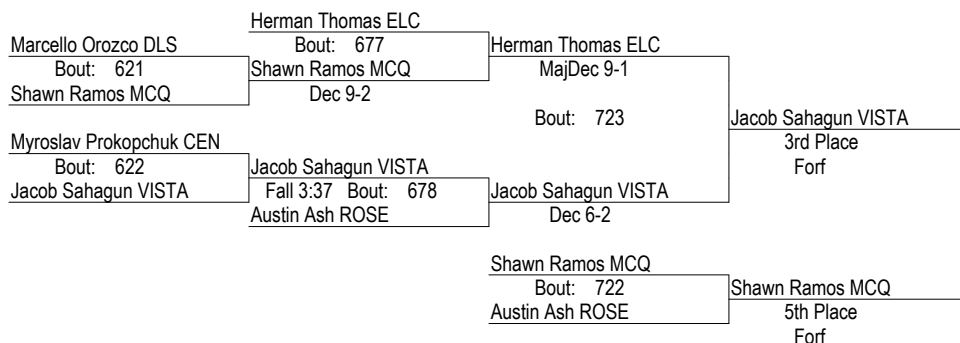 Herman Thomas ELC
Marcello Orozco DLS
Bout: 677
Herman Thomas ELC
Bout: 621
Shawn Ramos MCQ
MajDec 9-1
Shawn Ramos MCQ
Dec 9-2
Bout: 723
Jacob Sahagun VISTA
Myroslav Prokopchuk CEN
3rd Place
Bout: 622
Jacob Sahagun VISTA
Forf
Jacob Sahagun VISTA
Fall 3:37 Bout: 678
Jacob Sahagun VISTA
Austin Ash ROSE
Dec 6-2
Shawn Ramos MCQ
Bout: 722
Shawn Ramos MCQ
Austin Ash ROSE
5th Place
Forf